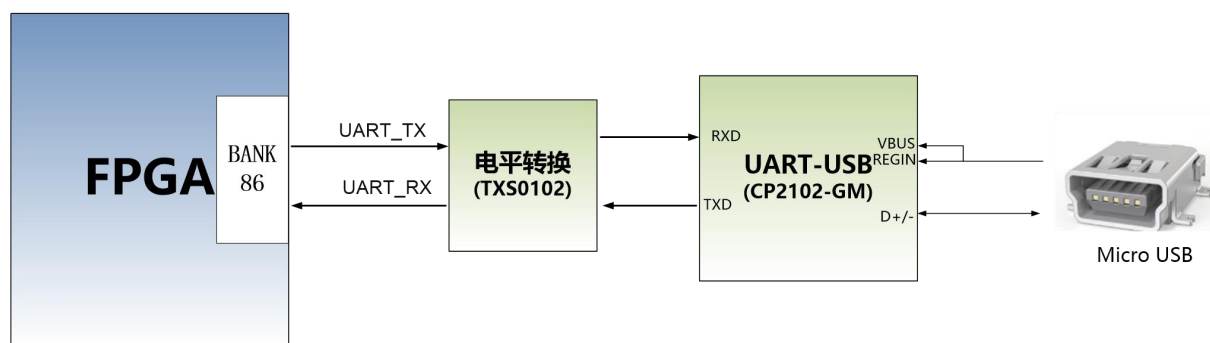 FPGA
BANK
86
UART_TX
UART_RX
电平转换
(TXS0102)
RXD
TXD
UART-USB
(CP2102-GM)
VBUS
REGIN
D+/-
Micro USB